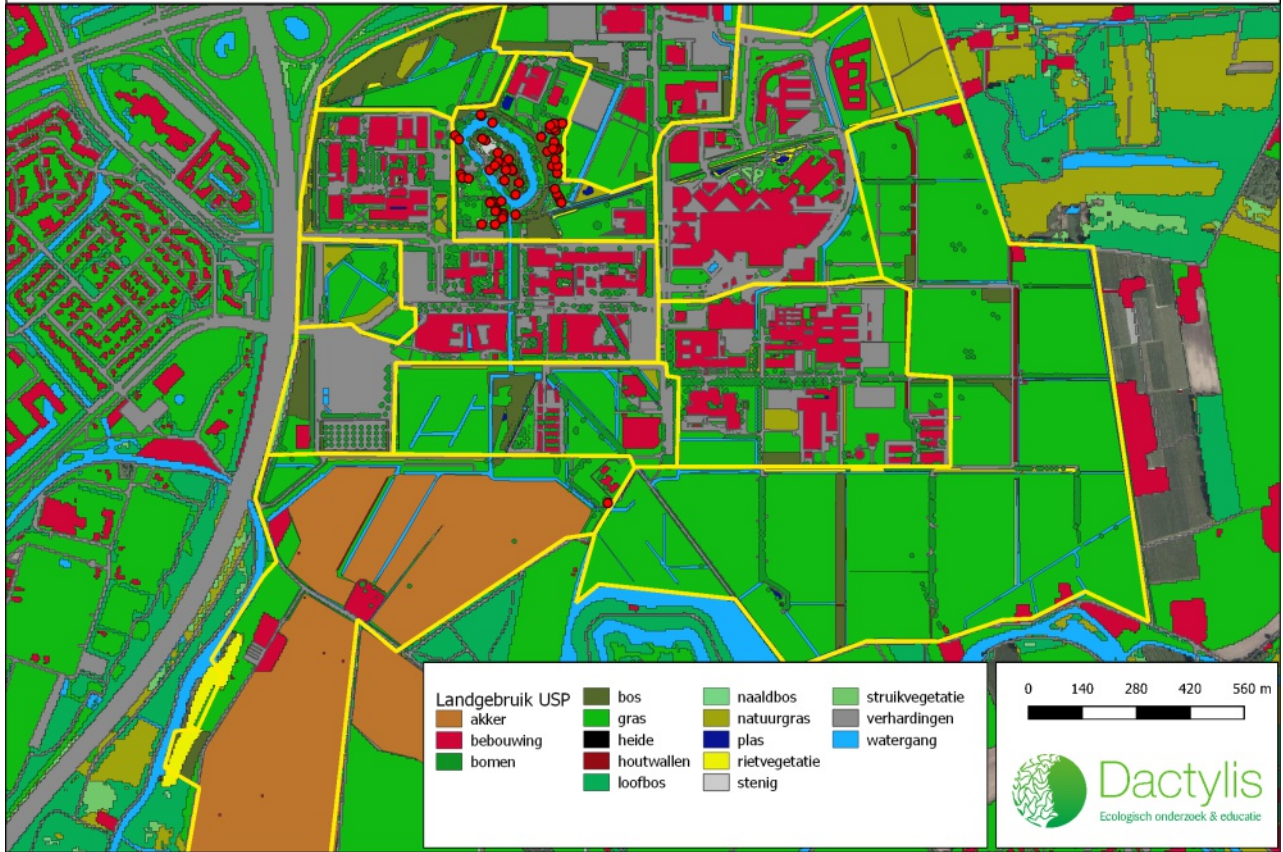 Landgebruik USP
akker
bebouwing
bomen
bos
gras
heide
houtwallen
loofbos
naaldbos
natuurgras
plas
rietvegetatie
stenig
struikvegetatie
verhardingen
watergang
0 140 280 420 560 m
Dactylis
Ecologisch onderzoek & educatie